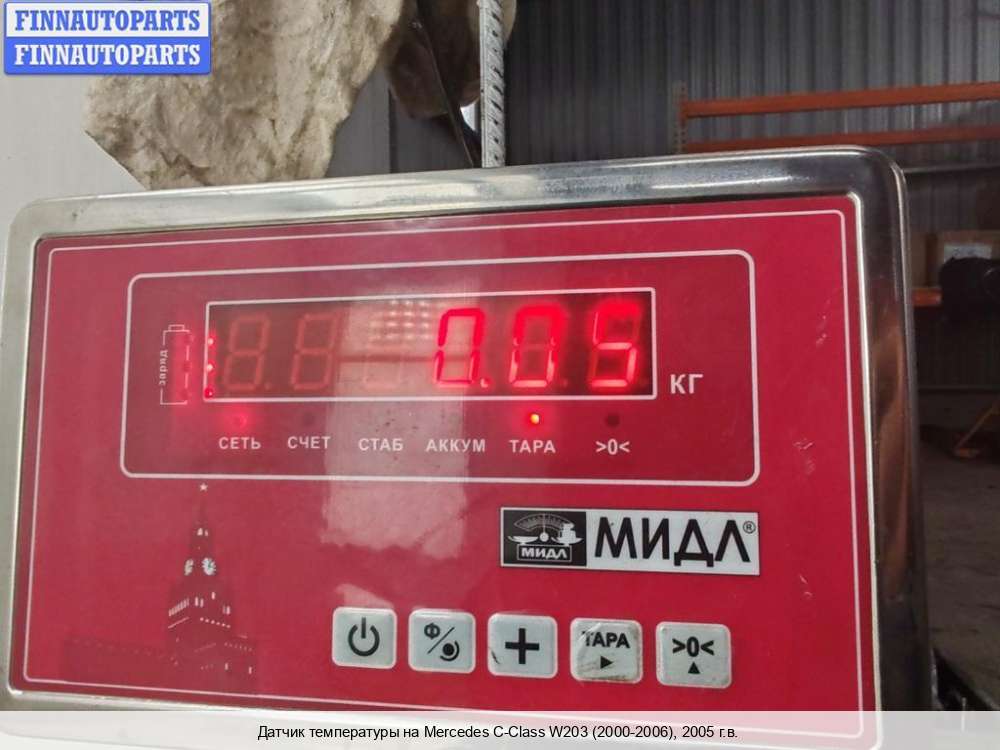 FINNAUTOPARTS
FINNAUTOPARTS
0.05
КГ
заряд
СЕТЬ СЧЕТ СТАБ АККУМ ТАРА >0<
МИДЛ МИДЛ®
Ф ТАРА >0<
Датчик температуры на Mercedes C-Class W203 (2000-2006), 2005 г.в.